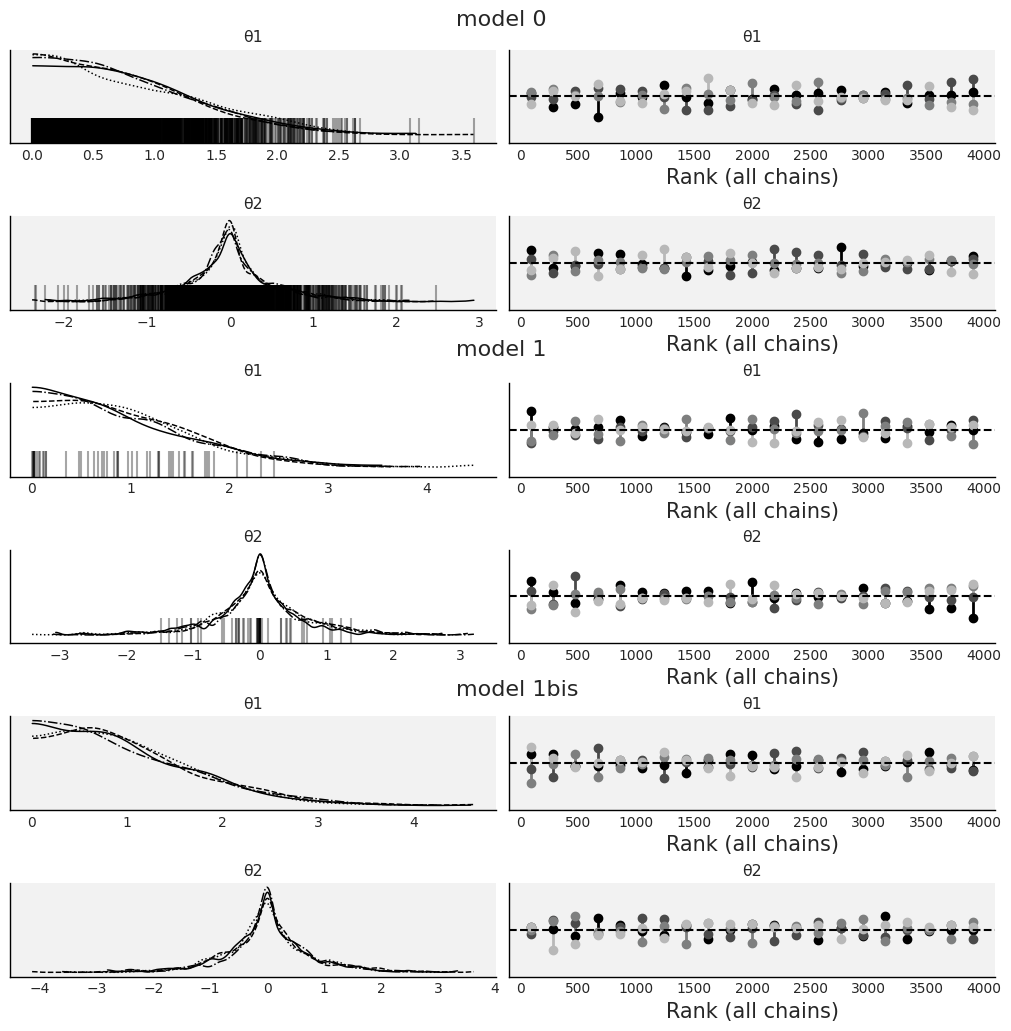 model 0
θ1 θ1
0.0 0.5 1.0 1.5 2.0 2.5 3.0 3.5 0 500 1000 1500 2000 2500 3000 3500 4000
Rank (all chains)
θ2 θ2
−2 −1 0 1 2 3 0 500 1000 1500 2000 2500 3000 3500 4000
Rank (all chains)
model 1
θ1 θ1
0 1 2 3 4 0 500 1000 1500 2000 2500 3000 3500 4000
Rank (all chains)
θ2 θ2
−3 −2 −1 0 1 2 3 0 500 1000 1500 2000 2500 3000 3500 4000
Rank (all chains)
model 1bis
θ1 θ1
0 1 2 3 4 0 500 1000 1500 2000 2500 3000 3500 4000
Rank (all chains)
θ2 θ2
−4 −3 −2 −1 0 1 2 3 4 0 500 1000 1500 2000 2500 3000 3500 4000
Rank (all chains)